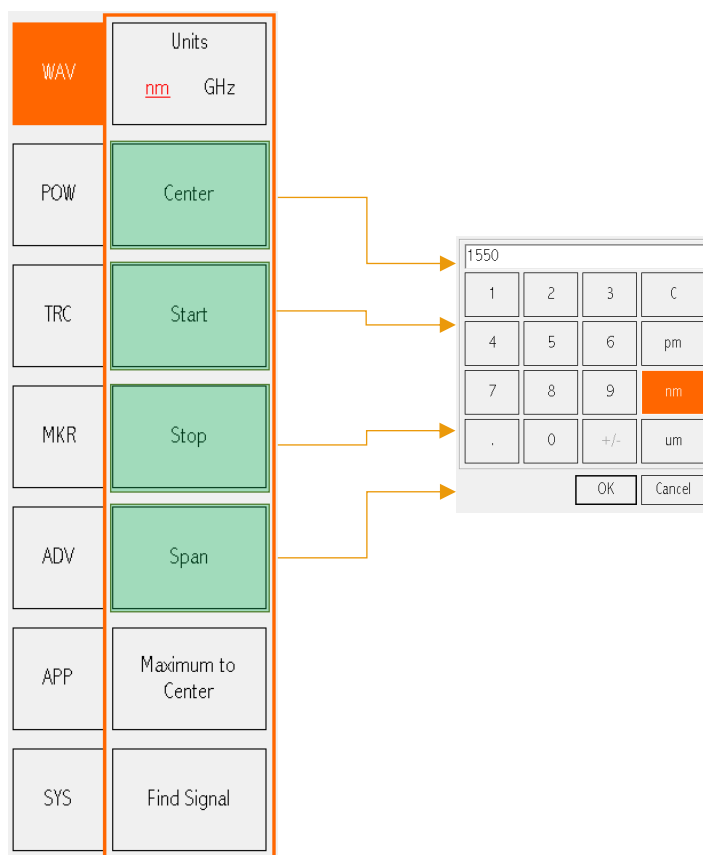 WAV
Units
nm GHz
POW
Center
TRC
Start
MKR
Stop
ADV
Span
APP
Maximum to
Center
SYS
Find Signal
1550
1 2 3 C
4 5 6 pm
7 8 9 nm
. 0 +/- um
OK Cancel